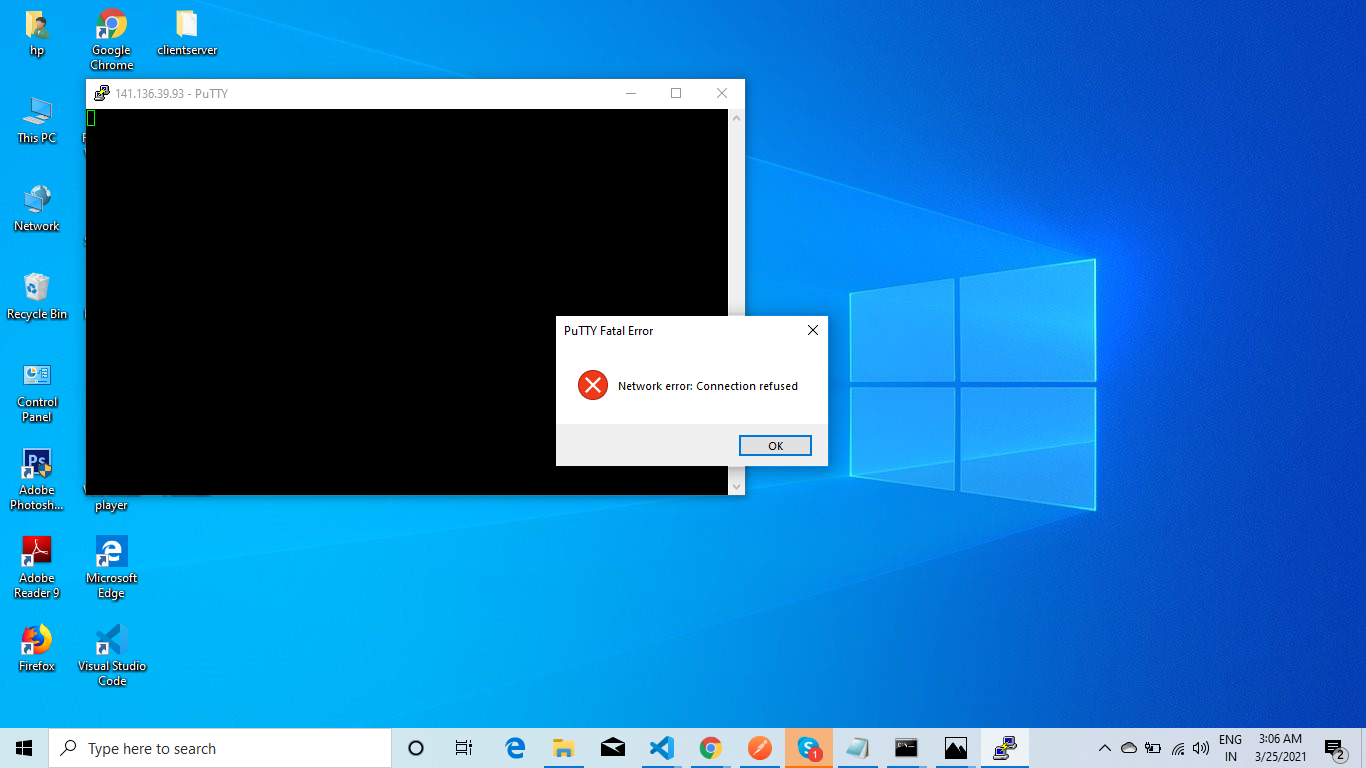 hp
Google
Chrome
clientserver
141.136.39.93 - PuTTY
This PC
Network
Recycle Bin
PuTTY Fatal Error
Network error: Connection refused
OK
Control
Panel
Ps
Adobe
Photosh...
player
Adobe
Reader 9
Microsoft
Edge
Firefox
Visual Studio
Code
Type here to search
1
ENG
IN
3:06 AM
3/25/2021
2